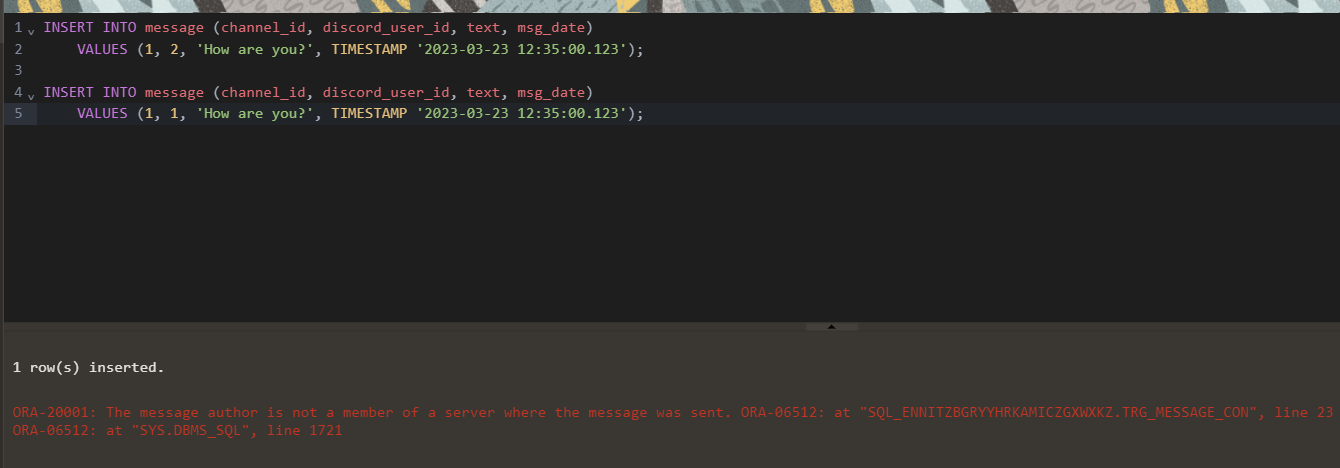 1 INSERT INTO message (channel_id, discord_user_id, text, msg_date)
2 VALUES (1, 2, 'How are you?', TIMESTAMP '2023-03-23 12:35:00.123');
3
4 INSERT INTO message (channel_id, discord_user_id, text, msg_date)
5 VALUES (1, 1, 'How are you?', TIMESTAMP '2023-03-23 12:35:00.123');
1 row(s) inserted.
ORA-20001: The message author is not a member of a server where the message was sent. ORA-06512: at "SQL_ENNITZBGRYYHRKAMICZGXWXKZ.TRG_MESSAGE_CON", line 23
ORA-06512: at "SYS.DBMS_SQL", line 1721